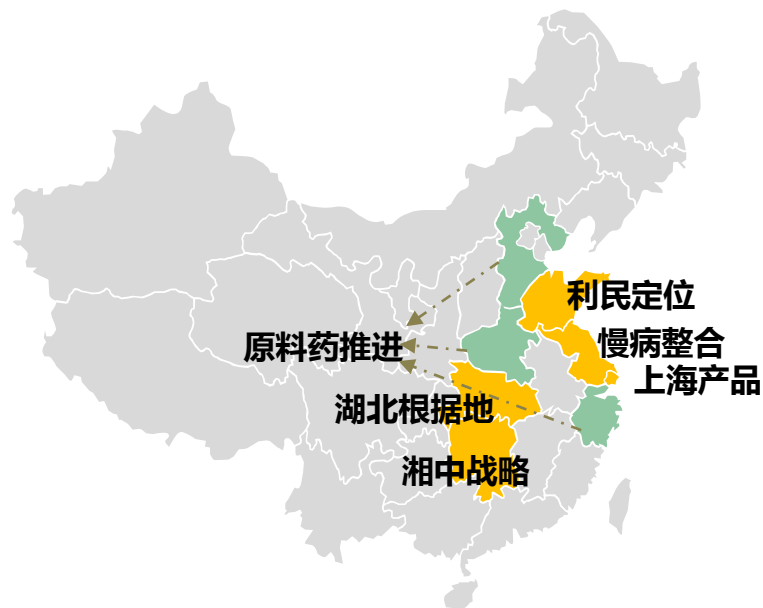 利民定位
慢病整合
原料药推进
上海产品
湖北根据地
湘中战略